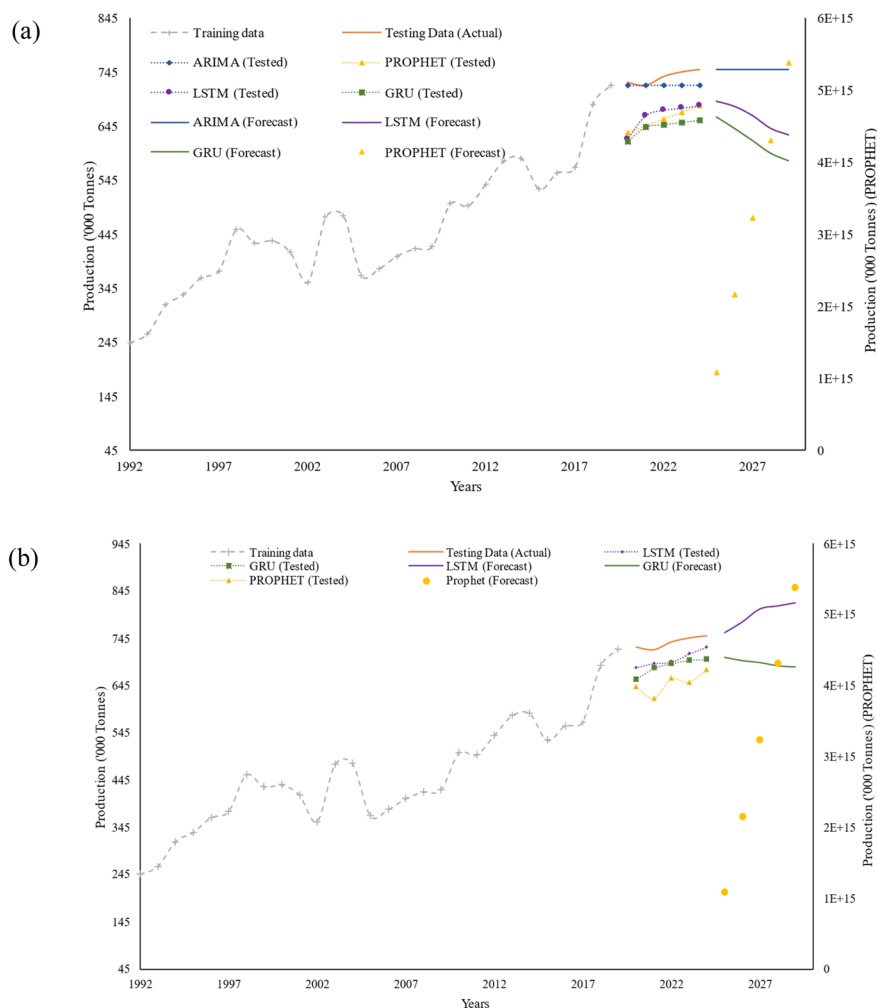 (a)
845
745
645
545
445
345
245
145
45
Production ('000 Tonnes)
Training data
Testing Data (Actual)
ARIMA (Tested)
PROPHET (Tested)
LSTM (Tested)
GRU (Tested)
ARIMA (Forecast)
LSTM (Forecast)
GRU (Forecast)
PROPHET (Forecast)
6E+15
5E+15
4E+15
3E+15
2E+15
1E+15
0
Production ('000 Tonnes) (PROPHET)
1992 1997 2002 2007 2012 2017 2022 2027
Years
(b)
945
845
745
645
545
445
345
245
145
45
Production ('000 Tonnes)
Training data
Testing Data (Actual)
LSTM (Tested)
GRU (Tested)
LSTM (Forecast)
GRU (Forecast)
PROPHET (Tested)
Prophet (Forecast)
6E+15
5E+15
4E+15
3E+15
2E+15
1E+15
0
Production ('000 Tonnes) (PROPHET)
1992 1997 2002 2007 2012 2017 2022 2027
Years